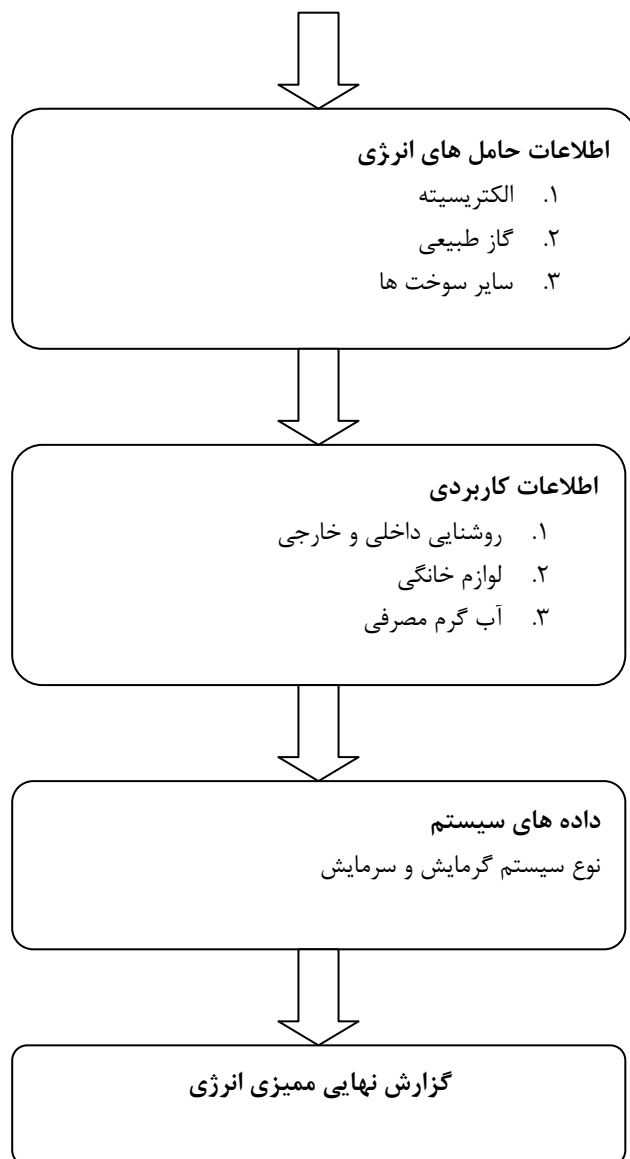 اطلاعات حامل های انرژی
۱. الکتریسیته
۲. گاز طبیعی
۳. سایر سوخت ها
اطلاعات کاربردی
۱. روشنایی داخلی و خارجی
۲. لوازم خانگی
۳. آب گرم مصرفی
داده های سیستم
نوع سیستم گرمایش و سرمایش
گزارش نهایی ممیزی انرژی